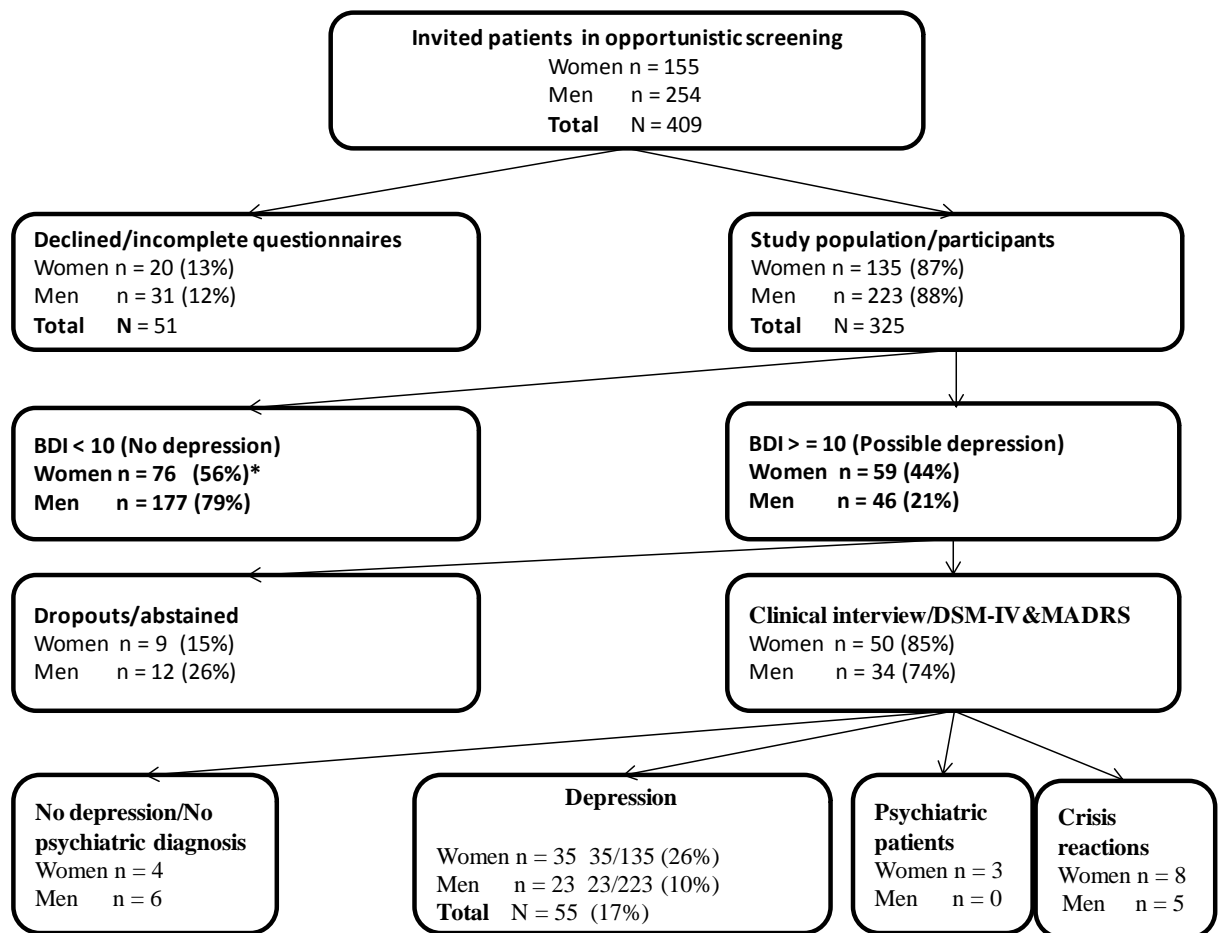 Invited patients in opportunistic screening
Women n = 155
Men n = 254
Total N = 409
Declined/incomplete questionnaires
Women n = 20 (13%)
Men n = 31 (12%)
Total N = 51
Study population/participants
Women n = 135 (87%)
Men n = 223 (88%)
Total N = 325
BDI < 10 (No depression)
Women n = 76 (56%)*
Men n = 177 (79%)
BDI > = 10 (Possible depression)
Women n = 59 (44%)
Men n = 46 (21%)
Dropouts/abstained
Women n = 9 (15%)
Men n = 12 (26%)
Clinical interview/DSM-IV&MADRS
Women n = 50 (85%)
Men n = 34 (74%)
No depression/No
psychiatric diagnosis
Women n = 4
Men n = 6
Depression
Women n = 35 35/135 (26%)
Men n = 23 23/223 (10%)
Total N = 55 (17%)
Psychiatric
patients
Women n = 3
Men n = 0
Crisis
reactions
Women n = 8
Men n = 5